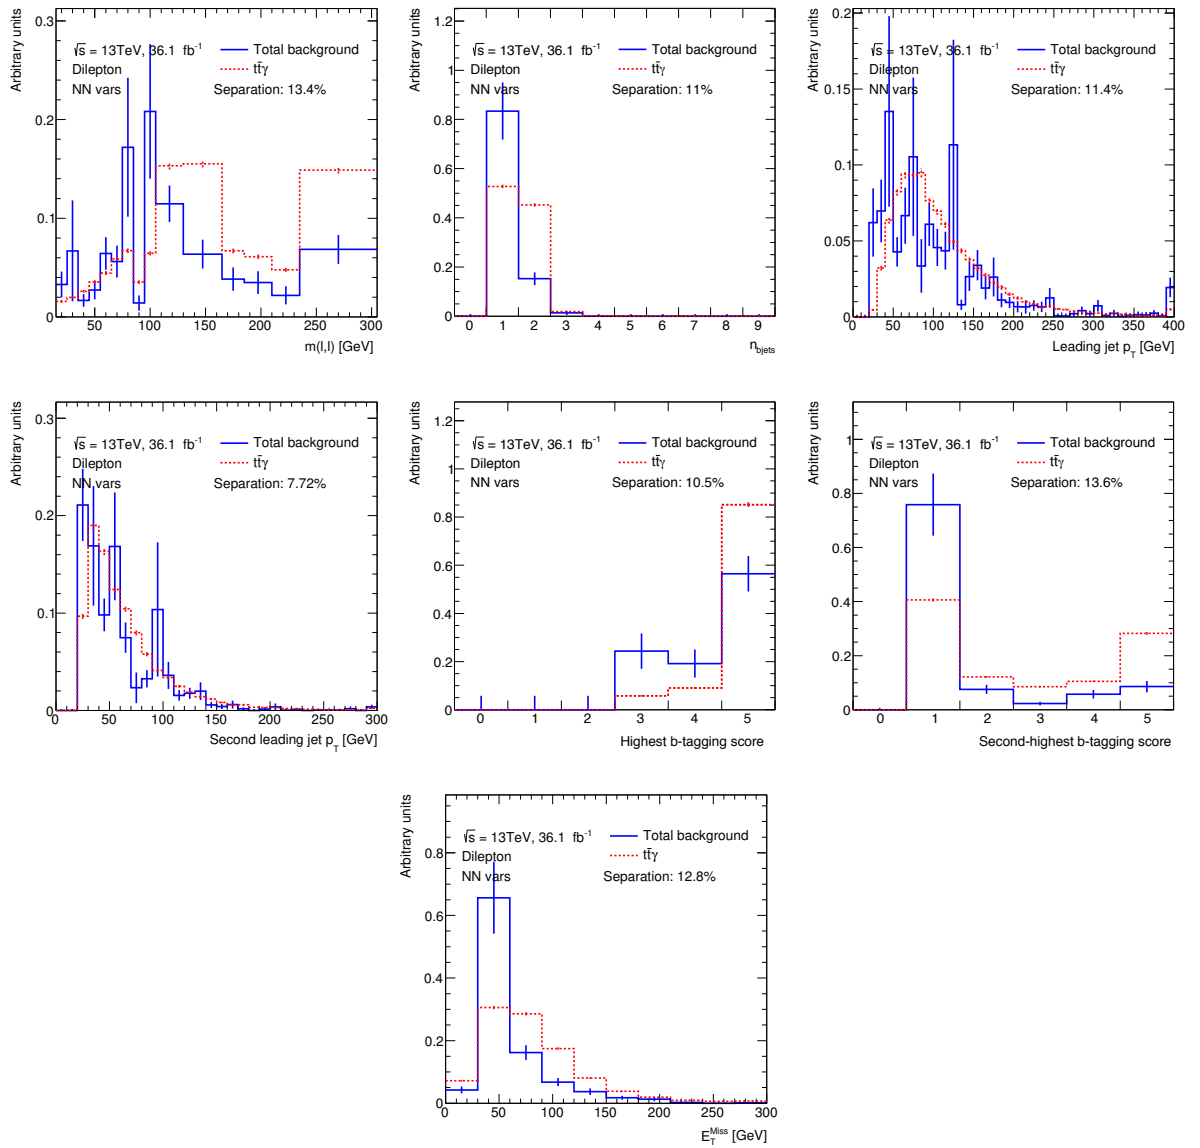 Arbitrary units
0.3
0.2
0.1
0
√s = 13TeV, 36.1 fb⁻¹
Dilepton
NN vars
Total background
tt̄γ
Separation: 13.4%
50 100 150 200 250 300
m(l,l) [GeV]
Arbitrary units
1.2
1
0.8
0.6
0.4
0.2
0
√s = 13TeV, 36.1 fb⁻¹
Dilepton
NN vars
Total background
tt̄γ
Separation: 11%
0 1 2 3 4 5 6 7 8 9
n_bjets
Arbitrary units
0.2
0.15
0.1
0.05
0
√s = 13TeV, 36.1 fb⁻¹
Dilepton
NN vars
Total background
tt̄γ
Separation: 11.4%
0 50 100 150 200 250 300 350 400
Leading jet p_T [GeV]
Arbitrary units
0.3
0.2
0.1
0
√s = 13TeV, 36.1 fb⁻¹
Dilepton
NN vars
Total background
tt̄γ
Separation: 7.72%
0 50 100 150 200 250 300
Second leading jet p_T [GeV]
Arbitrary units
1.2
1
0.8
0.6
0.4
0.2
0
√s = 13TeV, 36.1 fb⁻¹
Dilepton
NN vars
Total background
tt̄γ
Separation: 10.5%
0 1 2 3 4 5
Highest b-tagging score
Arbitrary units
1
0.8
0.6
0.4
0.2
0
√s = 13TeV, 36.1 fb⁻¹
Dilepton
NN vars
Total background
tt̄γ
Separation: 13.6%
0 1 2 3 4 5
Second-highest b-tagging score
Arbitrary units
0.8
0.6
0.4
0.2
0
√s = 13TeV, 36.1 fb⁻¹
Dilepton
NN vars
Total background
tt̄γ
Separation: 12.8%
0 50 100 150 200 250 300
E_T^Miss [GeV]